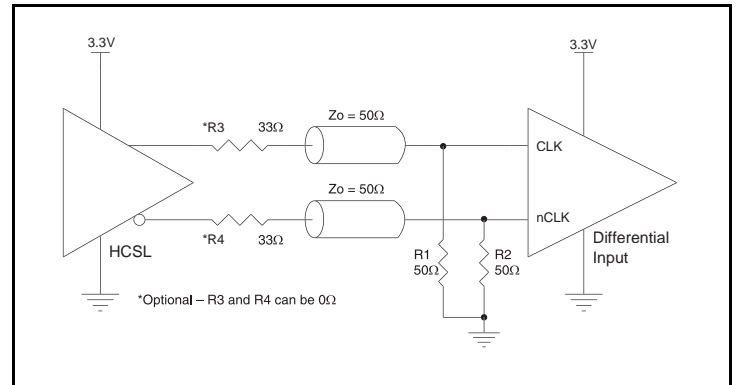 3.3V
3.3V
*R3
33Ω
Zo = 50Ω
CLK
Zo = 50Ω
nCLK
*R4
33Ω
HCSL
R1
50Ω
R2
50Ω
Differential
Input
*Optional – R3 and R4 can be 0Ω